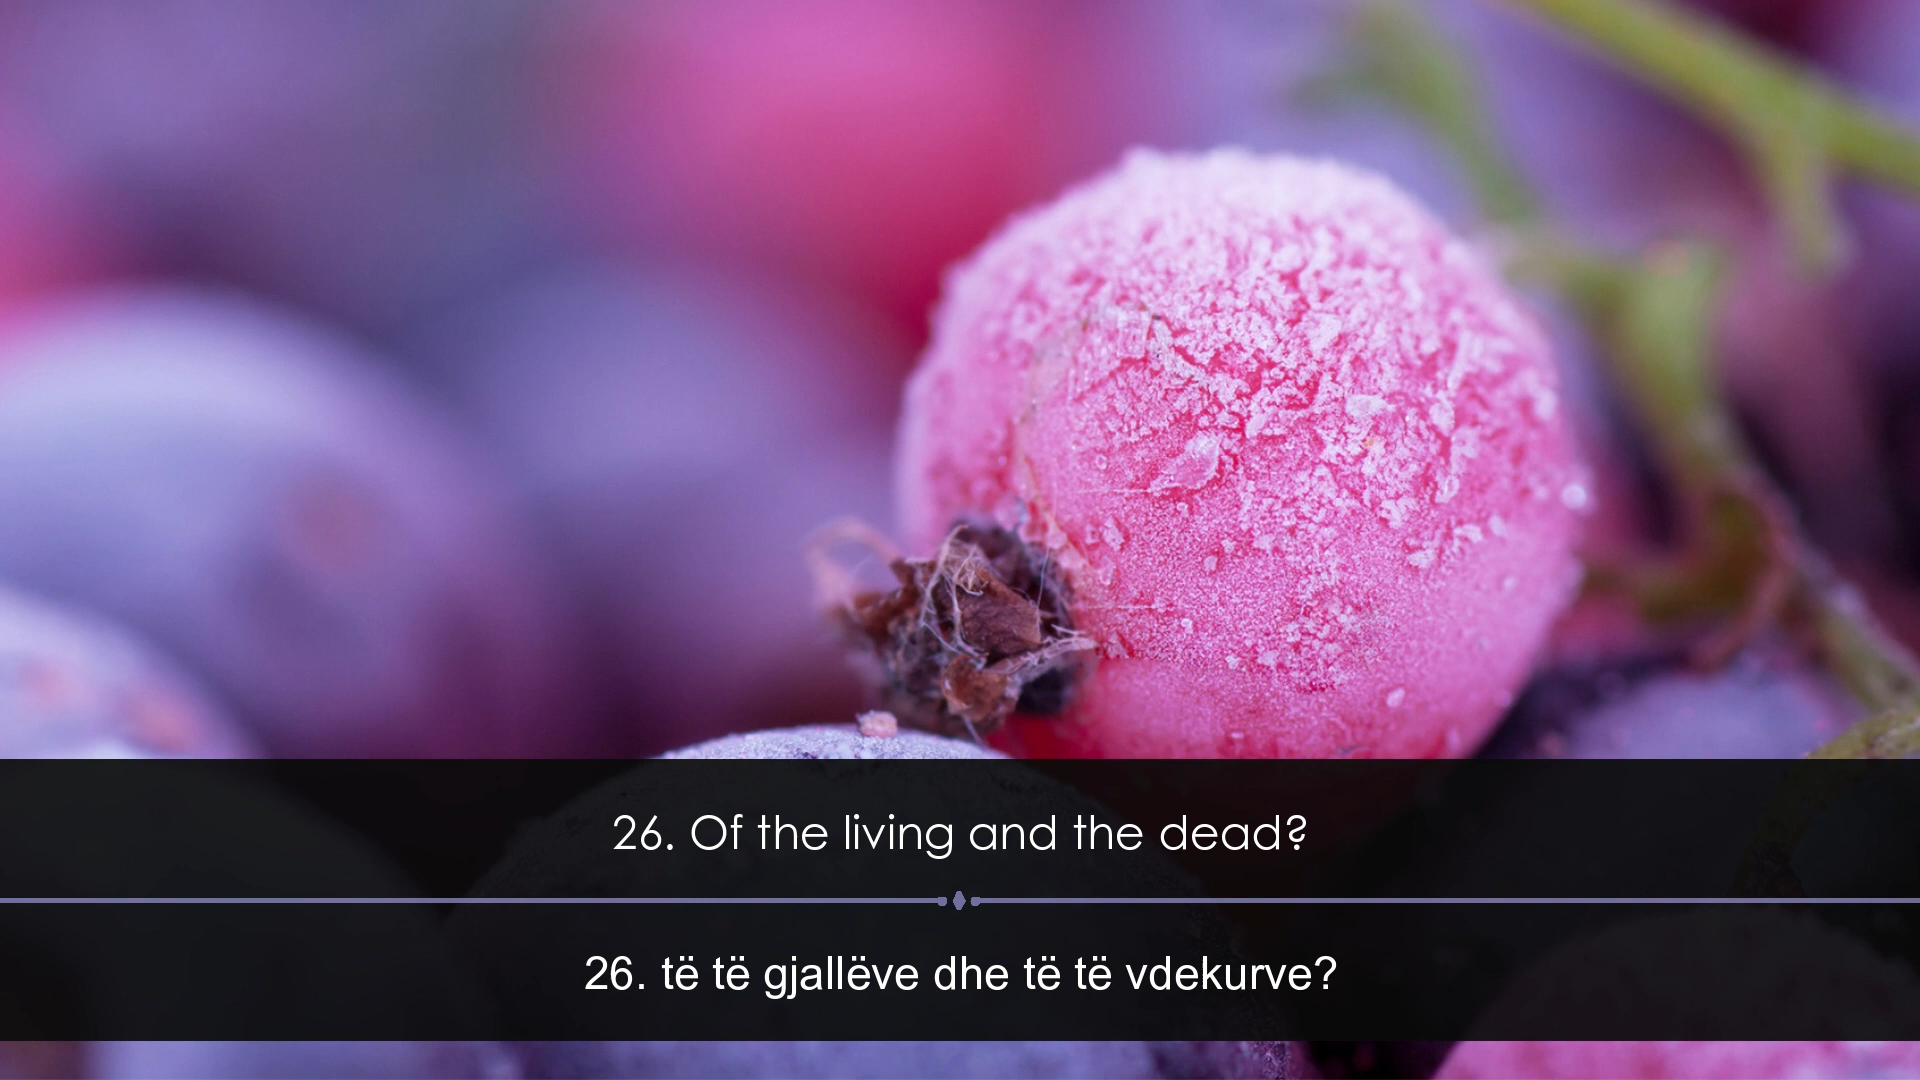 26. Of the living and the dead?
26. të të gjallëve dhe të të vdekurve?